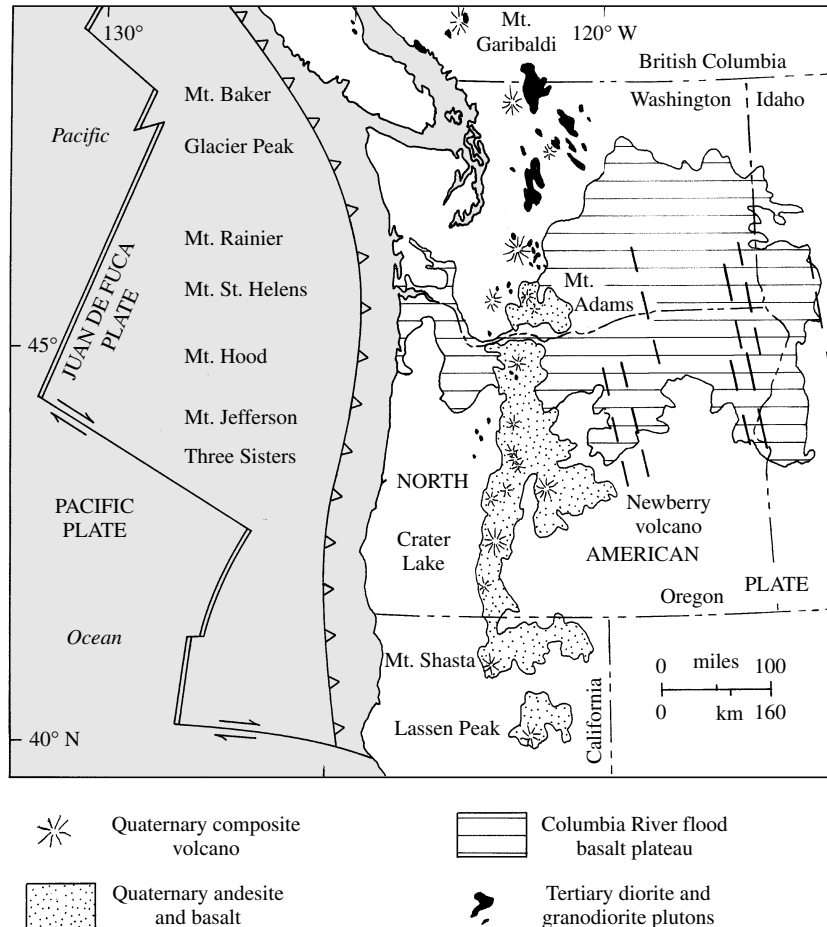 130°
Mt.
Garibaldi
120° W
British Columbia
Washington
Idaho
Mt. Baker
Pacific
Glacier Peak
Mt. Rainier
Mt. St. Helens
Mt.
Adams
JUAN DE FUCA
PLATE
45°
Mt. Hood
Mt. Jefferson
Three Sisters
NORTH
PACIFIC
PLATE
Newberry
volcano
Crater
Lake
AMERICAN
PLATE
Oregon
Ocean
Mt. Shasta
0 miles 100
0 km 160
California
Lassen Peak
40° N
Quaternary composite
volcano
Columbia River flood
basalt plateau
Quaternary andesite
and basalt
Tertiary diorite and
granodiorite plutons